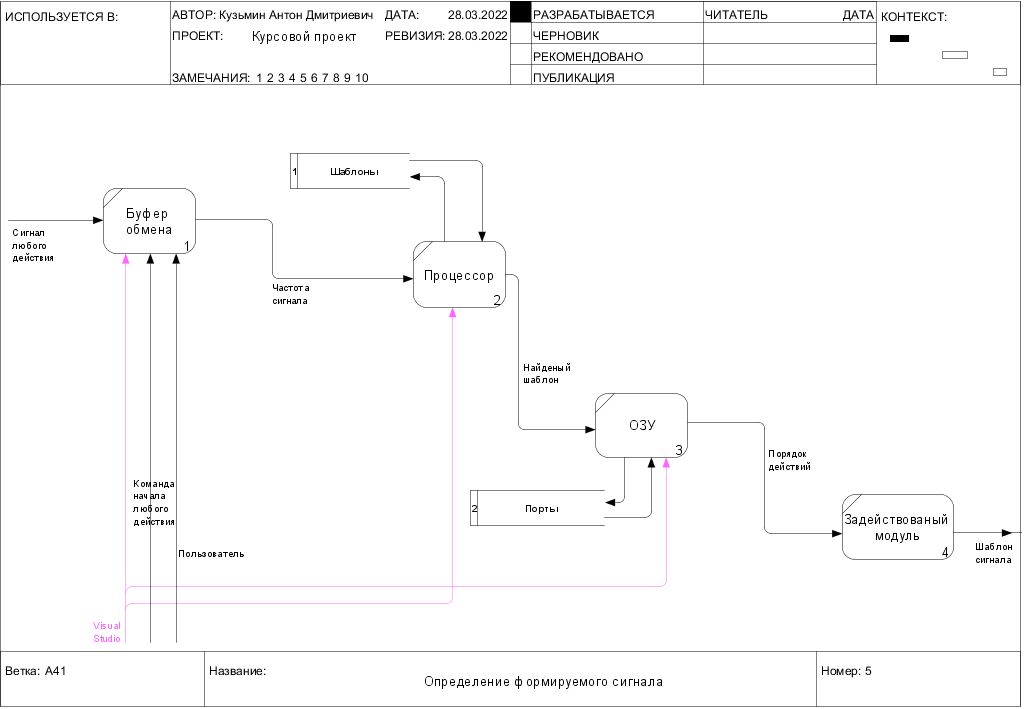 ИСПОЛЬЗУЕТСЯ В:
АВТОР: Кузьмин Антон Дмитриевич ДАТА: 28.03.2022
ПРОЕКТ: Курсовой проект РЕВИЗИЯ: 28.03.2022
ЗАМЕЧАНИЯ: 1 2 3 4 5 6 7 8 9 10
РАЗРАБАТЫВАЕТСЯ
ЧЕРНОВИК
РЕКОМЕНДОВАНО
ПУБЛИКАЦИЯ
ЧИТАТЕЛЬ ДАТА
КОНТЕКСТ:
1 Шаблоны
Буфер
обмена
1
Сигнал
любого
действия
Процессор
2
Частота
сигнала
Найденый
шаблон
ОЗУ
3
Порядок
действий
Команда
начала
любого
действия
2 Порты
Задействованый
модуль
4
Шаблон
сигнала
Пользователь
Visual
Studio
Ветка: A41
Название:
Определение формируемого сигнала
Номер: 5